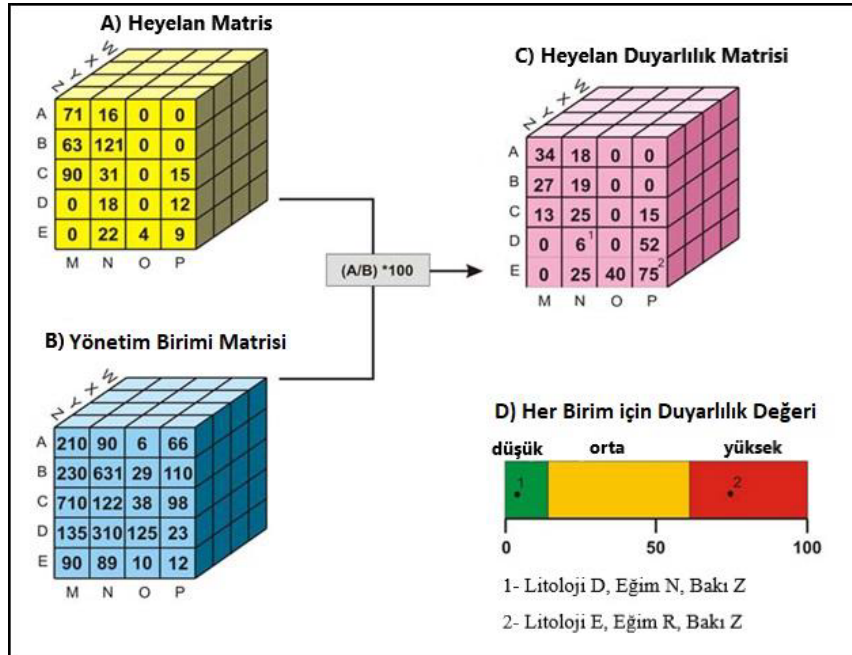 A) Heyelan Matris
Z Y X W
A 71 16 0 0
B 63 121 0 0
C 90 31 0 15
D 0 18 0 12
E 0 22 4 9
M N O P
(A/B) *100
C) Heyelan Duyarlılık Matrisi
Z Y X W
A 34 18 0 0
B 27 19 0 0
C 13 25 0 15
D 0 6 1 0 52
E 0 25 40 75 2
M N O P
B) Yönetim Birimi Matrisi
Z Y X W
A 210 90 6 66
B 230 631 29 110
C 710 122 38 98
D 135 310 125 23
E 90 89 10 12
M N O P
D) Her Birim için Duyarlılık Değeri
düşük orta yüksek
1 2
0 50 100
1- Litoloji D, Eğim N, Bakı Z
2- Litoloji E, Eğim R, Bakı Z